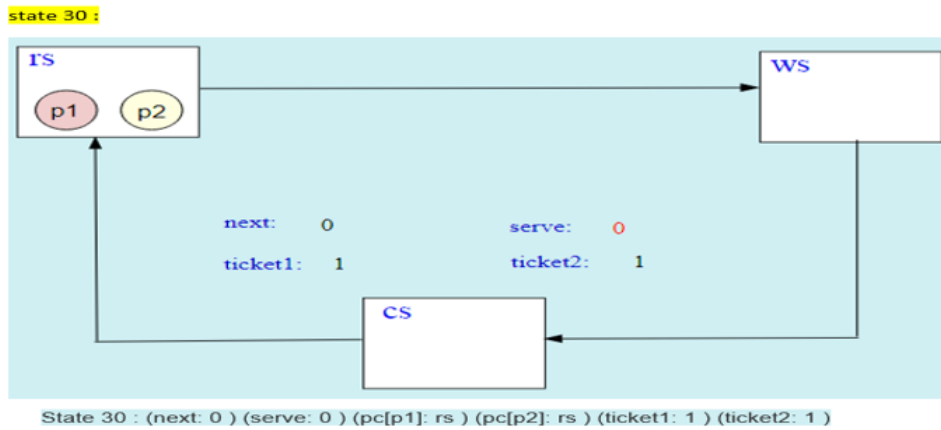 state 30 :
rs
ws
p1 p2
next: 0 serve: 0
ticket1: 1 ticket2: 1
cs
State 30 : (next: 0 ) (serve: 0 ) (pc[p1]: rs ) (pc[p2]: rs ) (ticket1: 1 ) (ticket2: 1 )